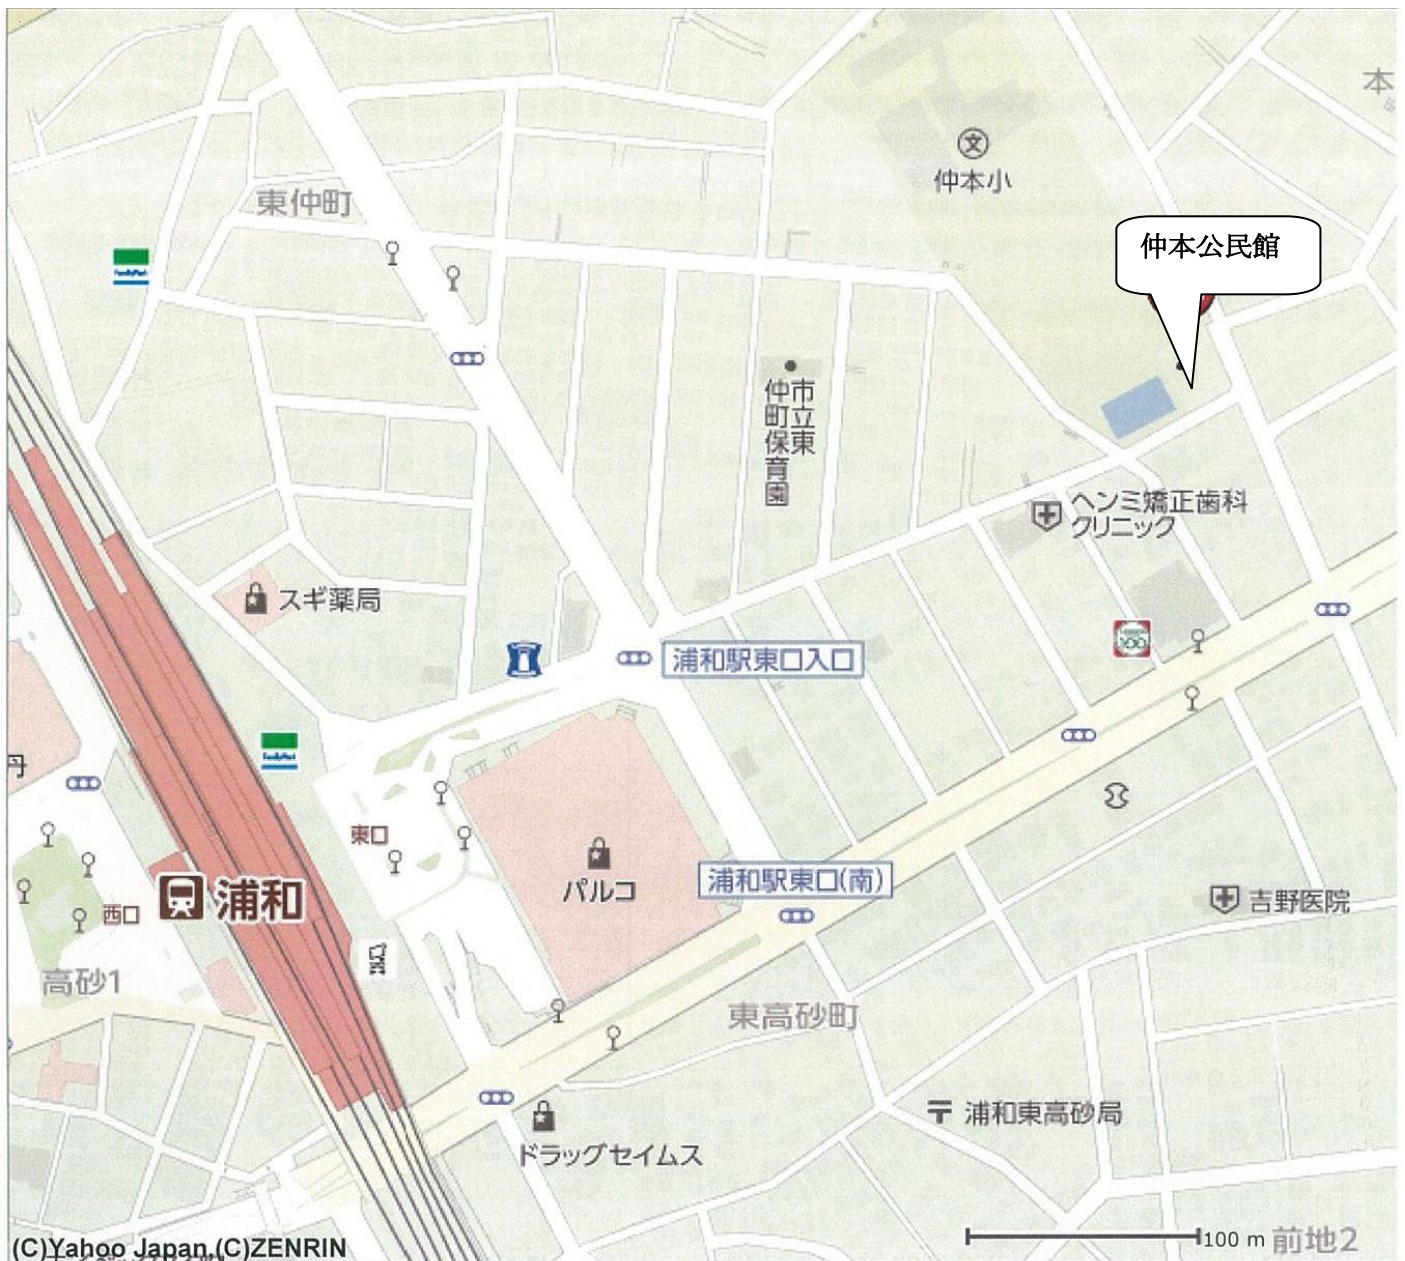 本
仲本小
東仲町
仲本公民館
FamilyMart
市立東
仲町保育園
ヘンミ矯正歯科
クリニック
スギ薬局
浦和駅東口入口
FamilyMart
丹
東口
パルコ
浦和駅東口(南)
浦和
西口
吉野医院
高砂1
東高砂町
浦和東高砂局
ドラッグセイムス
100 m
前地2
(C)Yahoo Japan,(C)ZENRIN